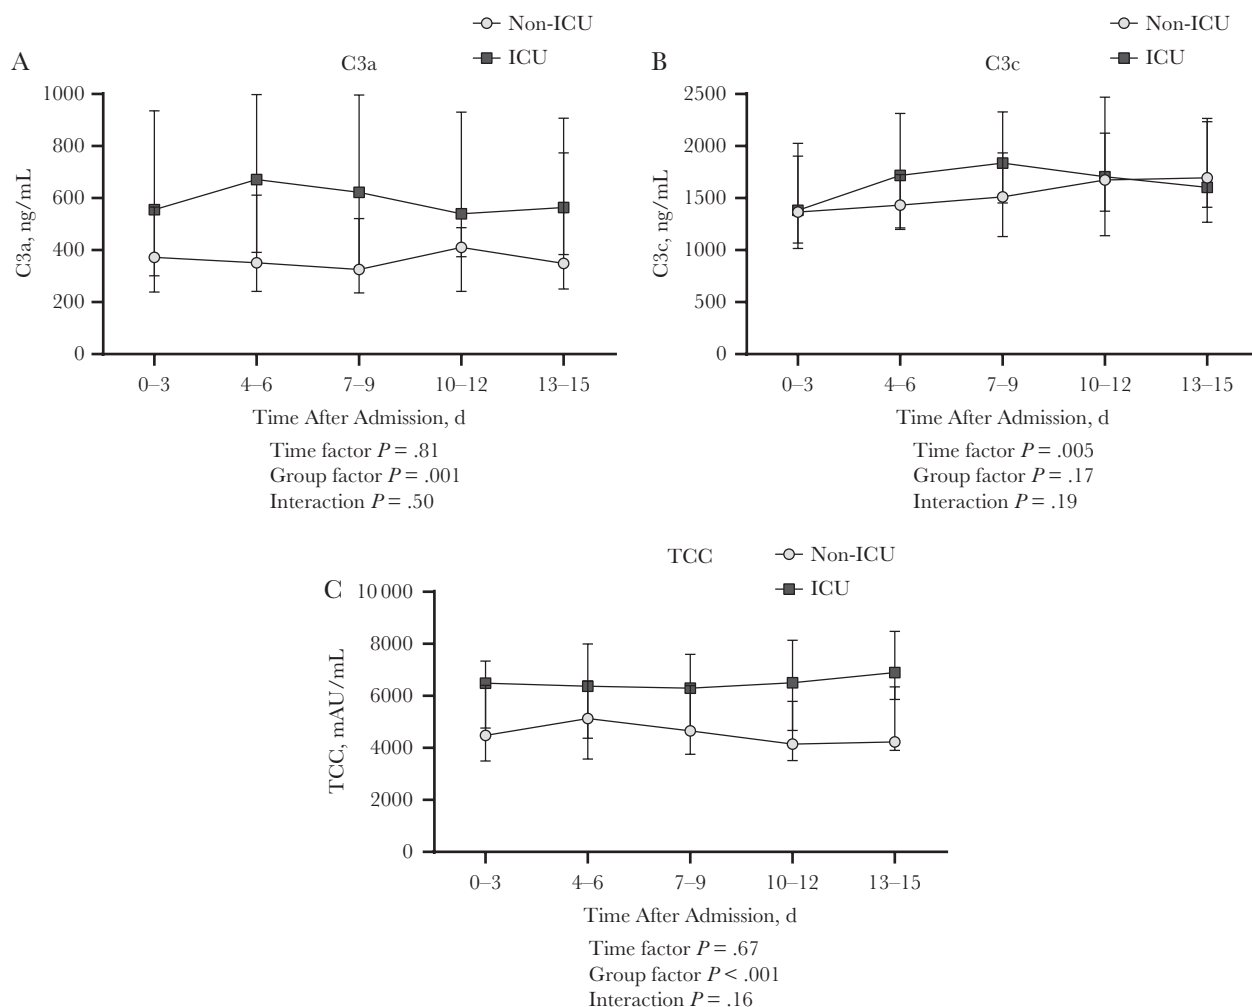 Non-ICU
ICU
A
C3a
1000
800
600
400
200
0
C3a, ng/mL
0–3 4–6 7–9 10–12 13–15
Time After Admission, d
Time factor P = .81
Group factor P = .001
Interaction P = .50
Non-ICU
ICU
B
C3c
2500
2000
1500
1000
500
0
C3c, ng/mL
0–3 4–6 7–9 10–12 13–15
Time After Admission, d
Time factor P = .005
Group factor P = .17
Interaction P = .19
TCC
Non-ICU
ICU
C
10 000
8000
6000
4000
2000
0
TCC, mAU/mL
0–3 4–6 7–9 10–12 13–15
Time After Admission, d
Time factor P = .67
Group factor P < .001
Interaction P = .16